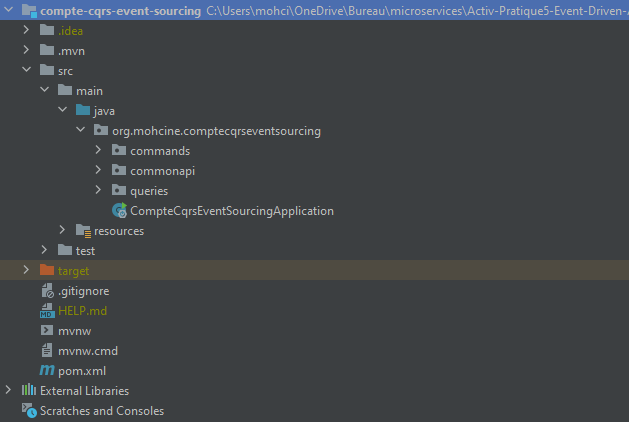 compte-cqrs-event-sourcing C:\Users\mohci\OneDrive\Bureau\microservices\Activ-Pratique5-Event-Driven-
.idea
.mvn
src
main
java
org.mohcine.comptecqrseventsourcing
commands
commonapi
queries
CompteCqrsEventSourcingApplication
resources
test
target
.gitignore
MD HELP.md
mvnw
mvnw.cmd
m pom.xml
External Libraries
Scratches and Consoles